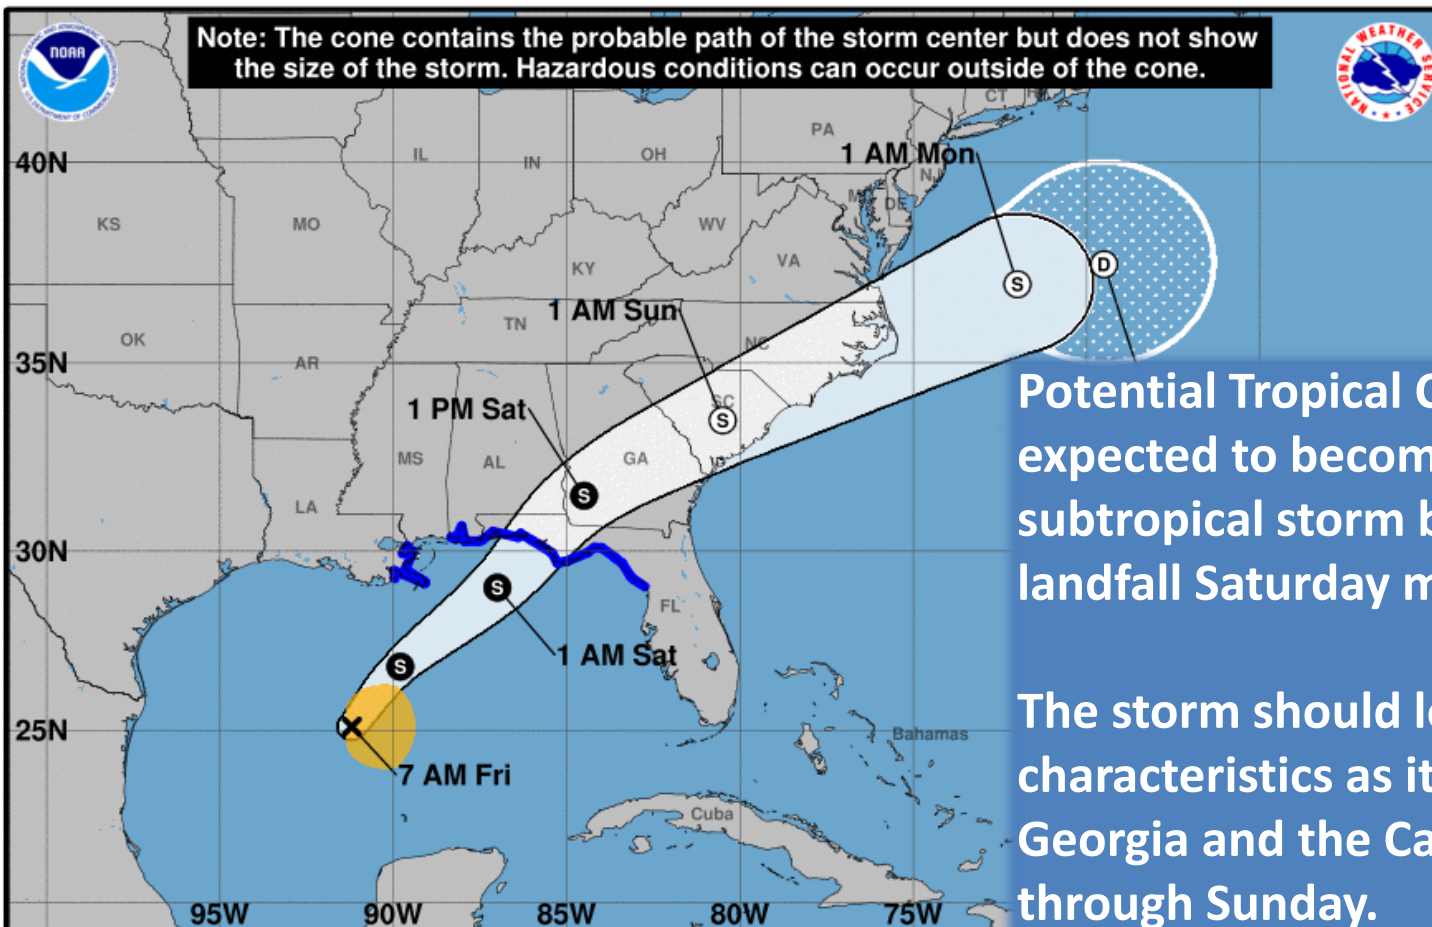 Note: The cone contains the probable path of the storm center but does not show
the size of the storm. Hazardous conditions can occur outside of the cone.
NOAA
NATIONAL WEATHER SERVICE
CT
PA
1 AM Mon
40N
IL
IN
OH
NJ
DE
KS
MO
WV
VA
D
S
KY
1 AM Sun
OK
TN
NC
AR
35N
1 PM Sat
SC
S
MS
AL
GA
S
LA
30N
S
FL
1 AM Sat
S
25N
Bahamas
7 AM Fri
Cuba
95W
90W
85W
80W
75W
Potential Tropical
expected to
subtropical storm
landfall Saturday
The storm should
characteristics as
Georgia and the
through Sunday.